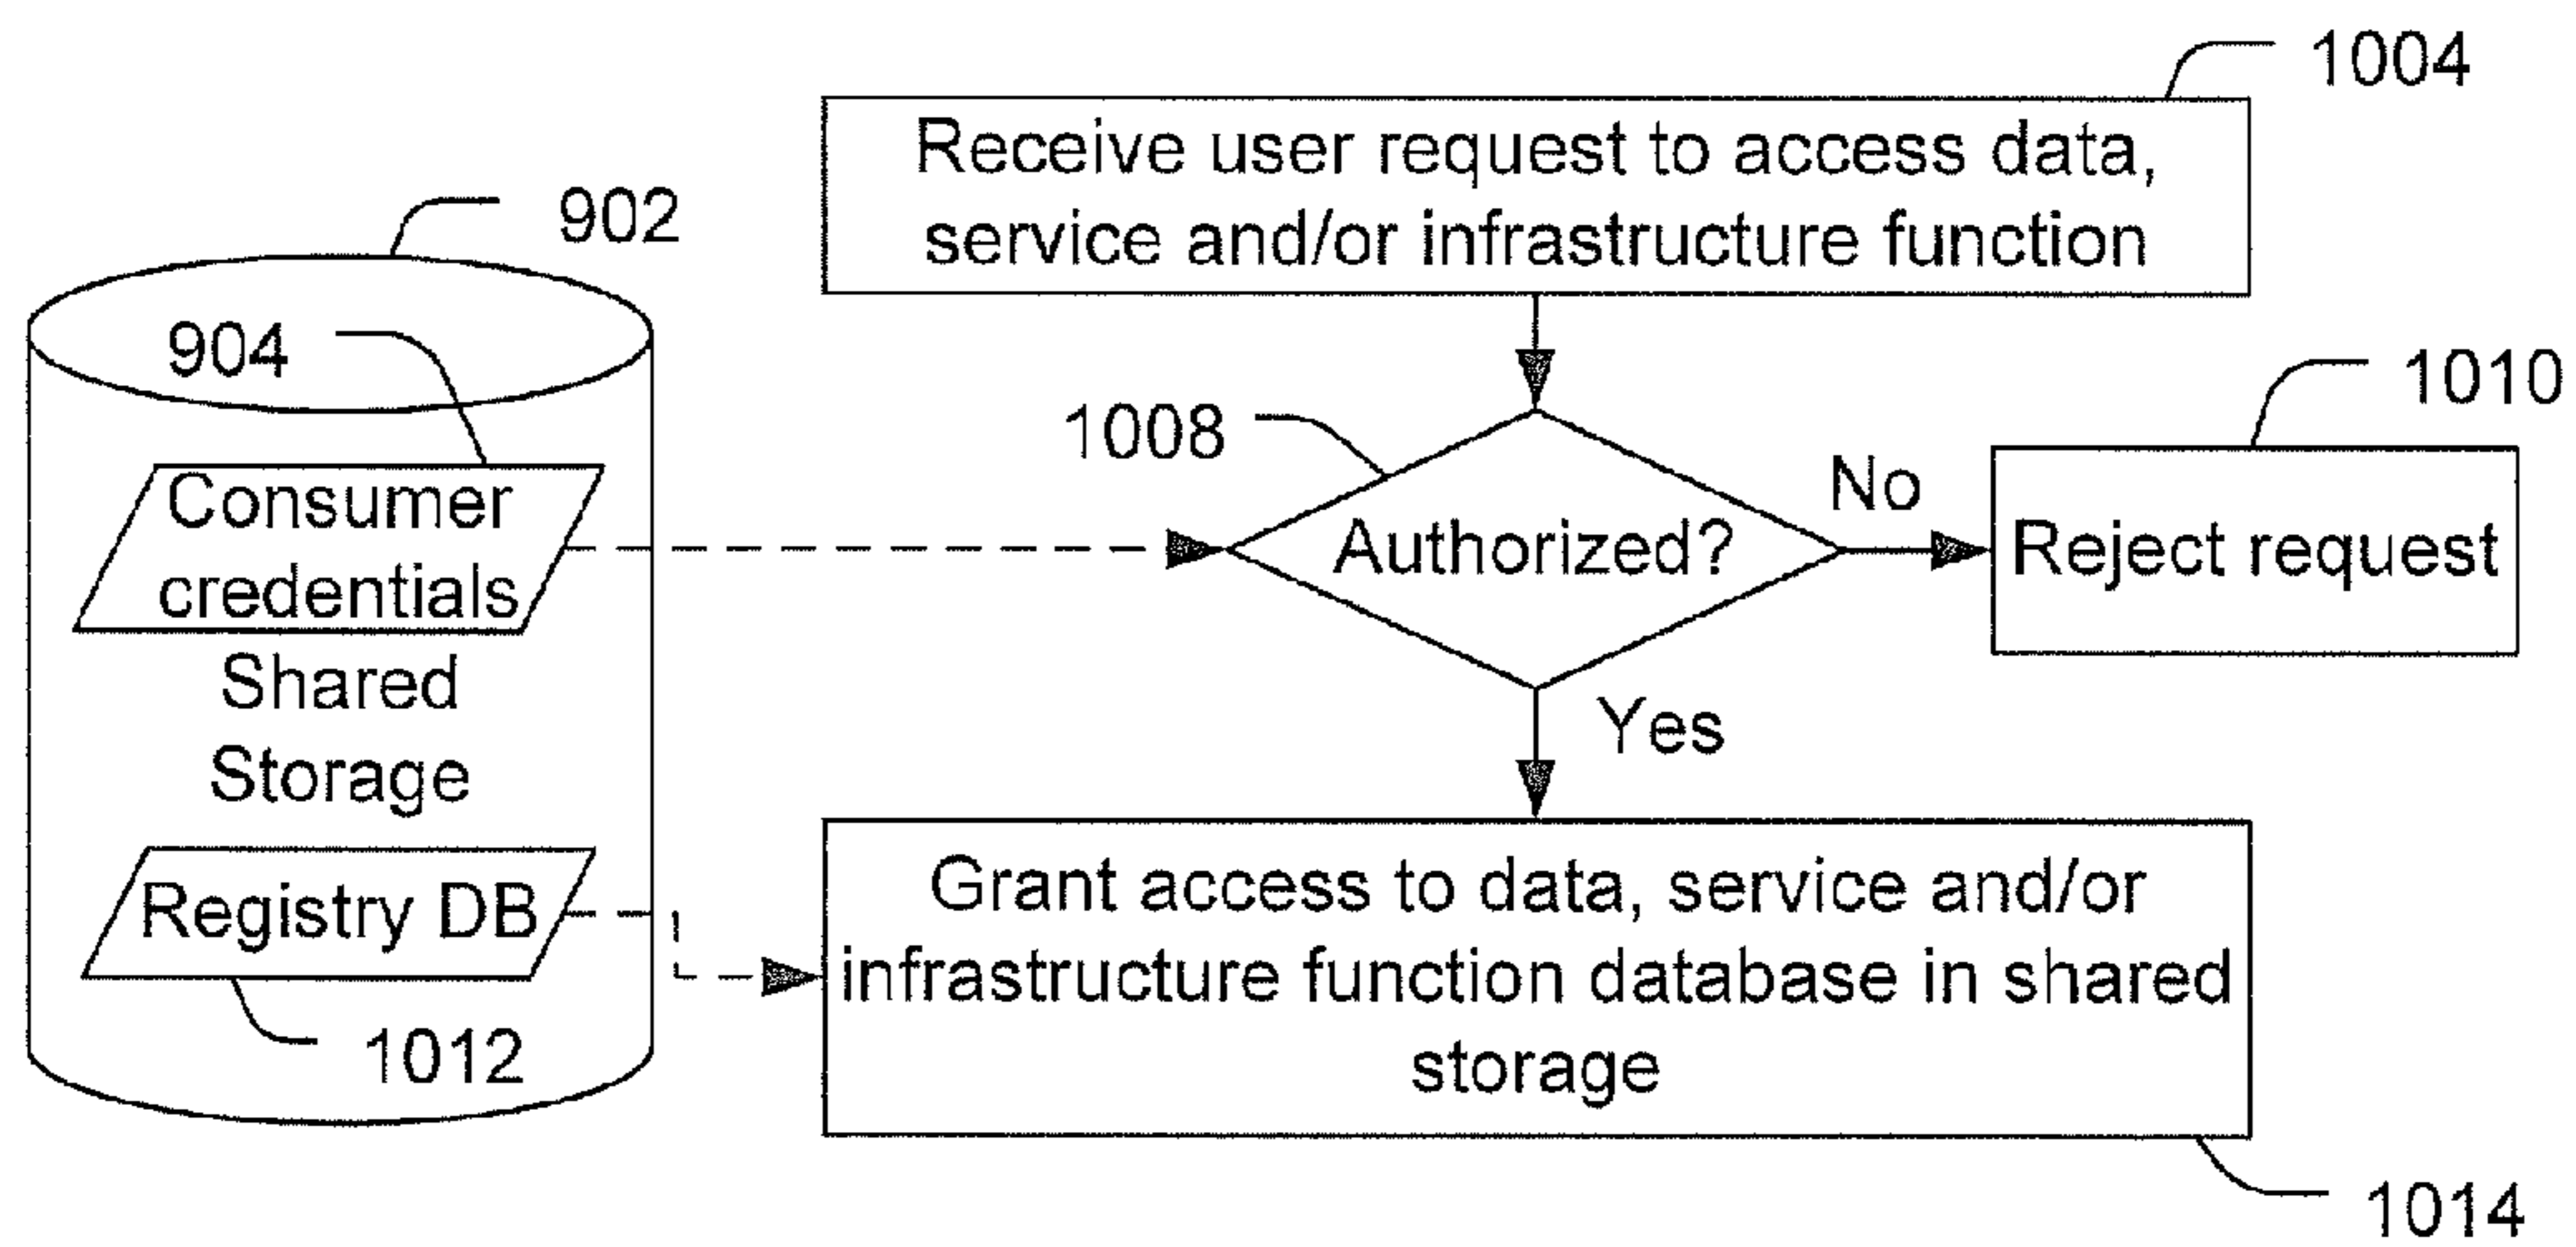 1004
Receive user request to access data,
service and/or infrastructure function
902
904
1008
1010
Consumer
credentials
Authorized?
No
Reject request
Shared
Storage
Yes
Registry DB
1012
Grant access to data, service and/or
infrastructure function database in shared
storage
1014